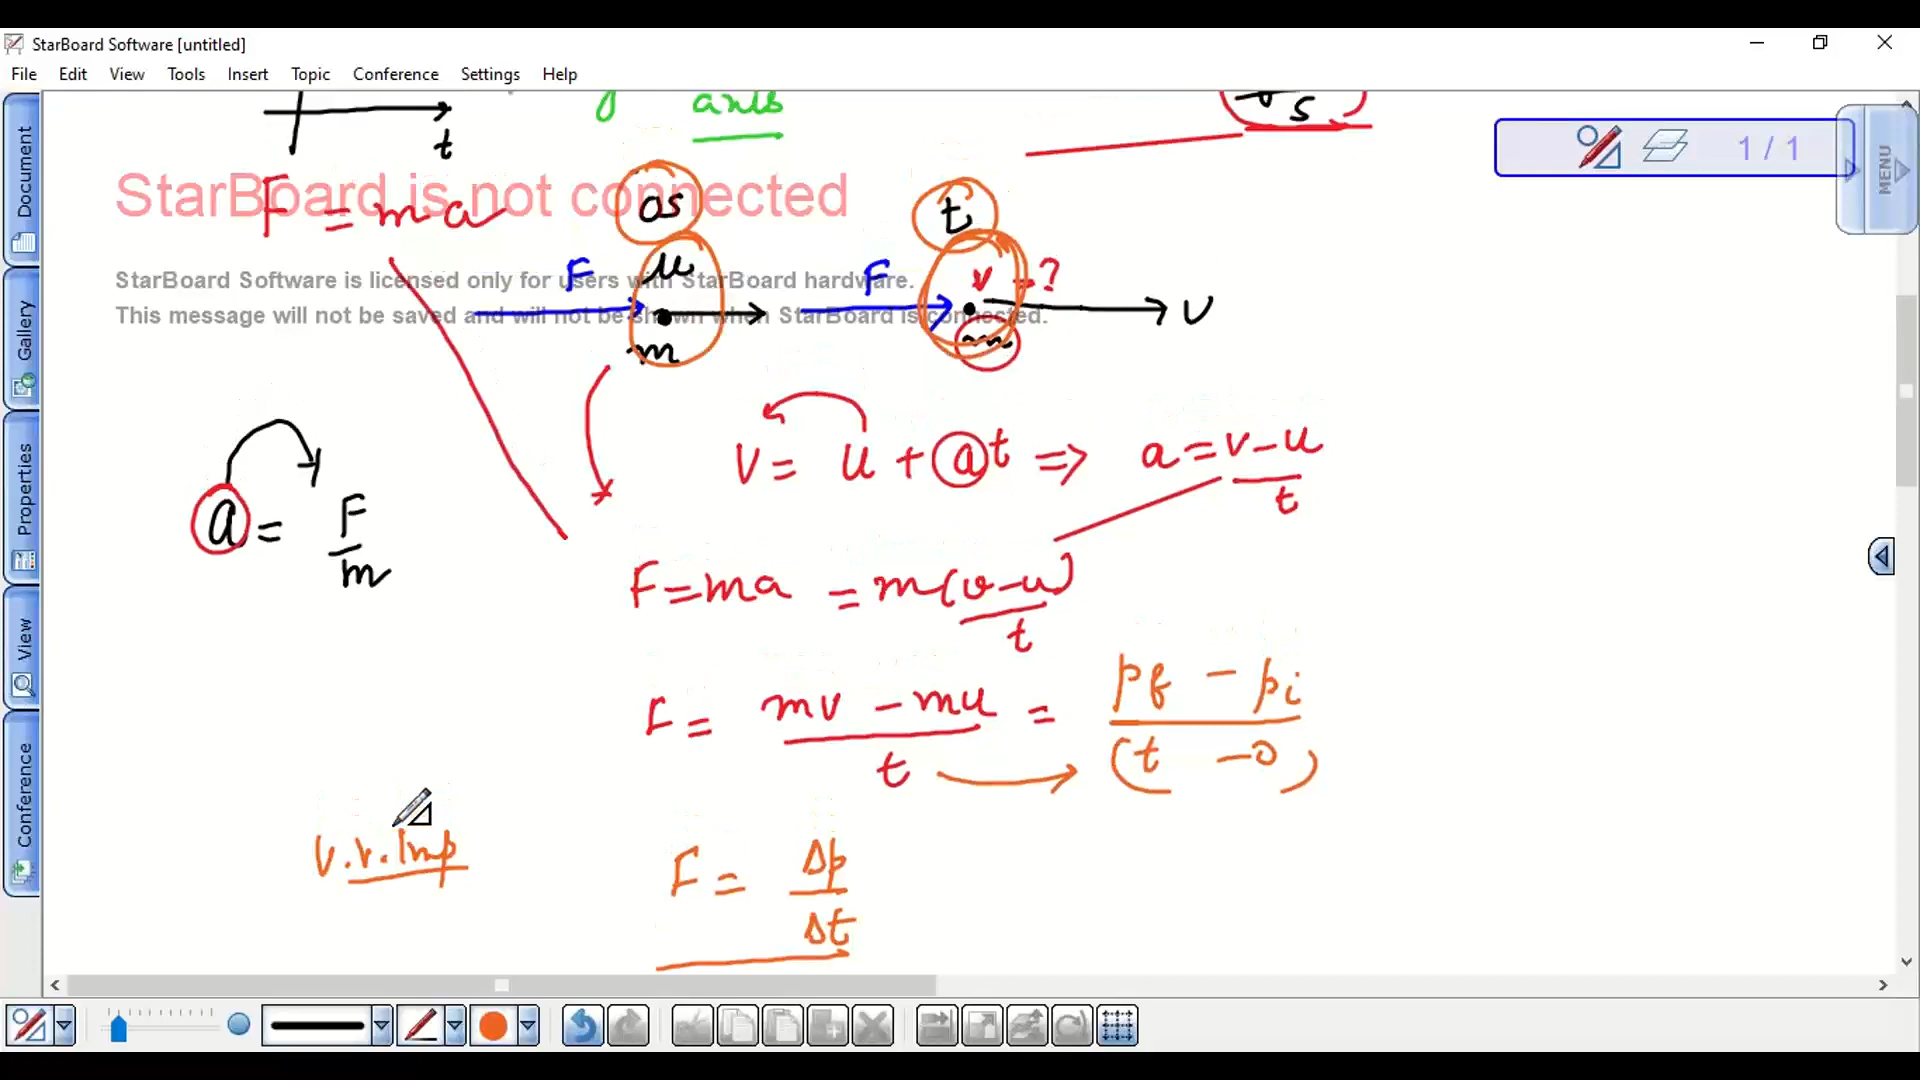 StarBoard Software [untitled]
File Edit View Tools Insert Topic Conference Settings Help
Document
Gallery
Properties
View
Conference
MENU
1 / 1
axis
s
t
StarBoard is not connected
F = ma
0s
t
StarBoard Software is licensed only for users with StarBoard hardware.
This message will not be saved and will not be shown when StarBoard is connected.
F u F v = ?
v
m m
v = u + at => a = v-u/t
a = F/m
F = ma = m(v-u)/t
F = mv - mu/t = pf - pi/(t - 0)
V.V.Imp
F = Δp/Δt